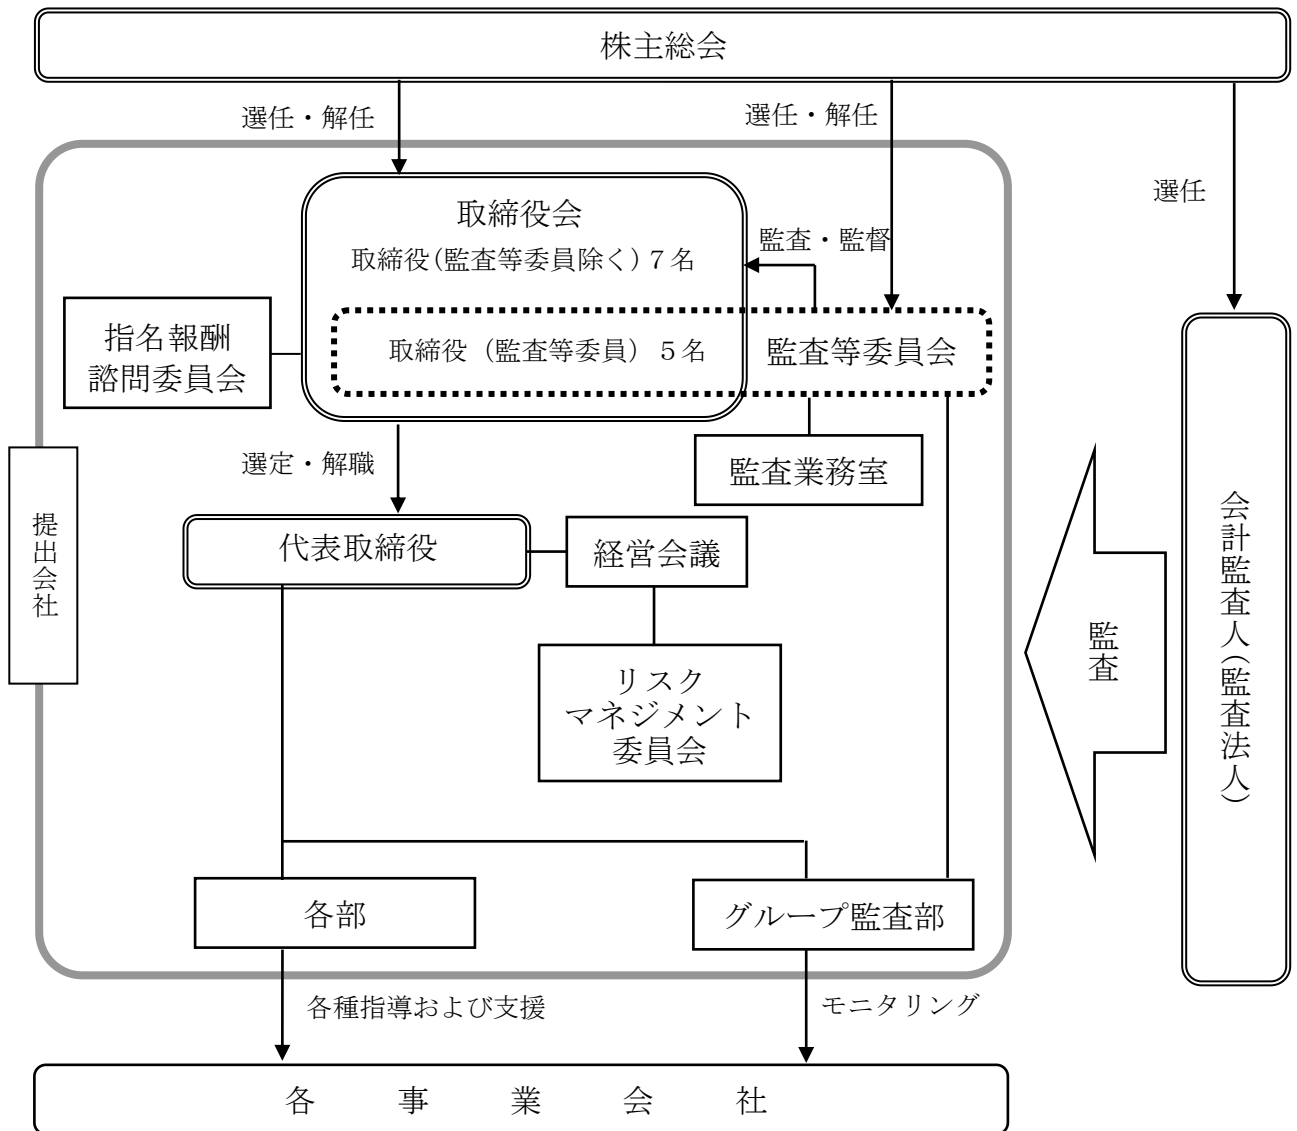 株主総会
選任・解任
選任・解任
選任
取締役会
監査・監督
取締役(監査等委員除く)７名
指名報酬
諮問委員会
取締役（監査等委員）５名
監査等委員会
選定・解職
監査業務室
提出会社
代表取締役
経営会議
会計監査人(監査法人)
監査
リスク
マネジメント
委員会
各部
グループ監査部
各種指導および支援
モニタリング
各事業会社